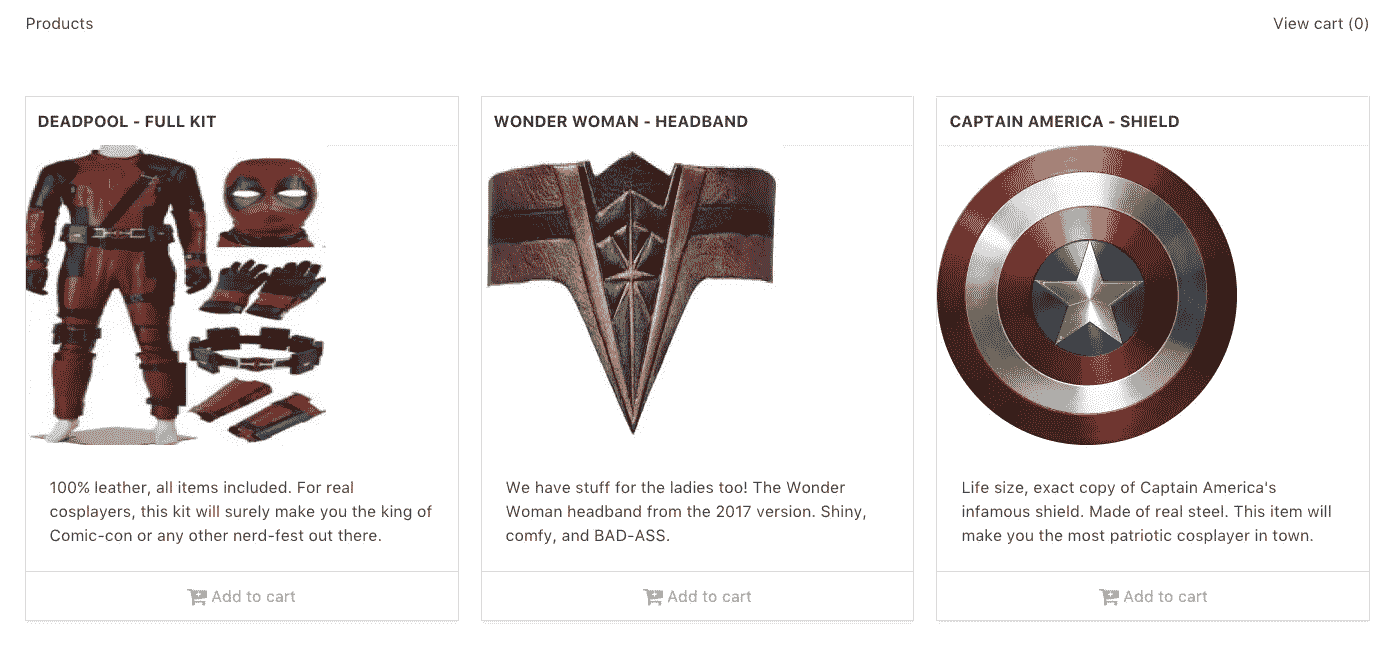 Products
View cart (0)
DEADPOOL - FULL KIT
100% leather, all items included. For real
cosplayers, this kit will surely make you the king of
Comic-con or any other nerd-fest out there.
Add to cart
WONDER WOMAN - HEADBAND
We have stuff for the ladies too! The Wonder
Woman headband from the 2017 version. Shiny,
comfy, and BAD-ASS.
Add to cart
CAPTAIN AMERICA - SHIELD
Life size, exact copy of Captain America's
infamous shield. Made of real steel. This item will
make you the most patriotic cosplayer in town.
Add to cart